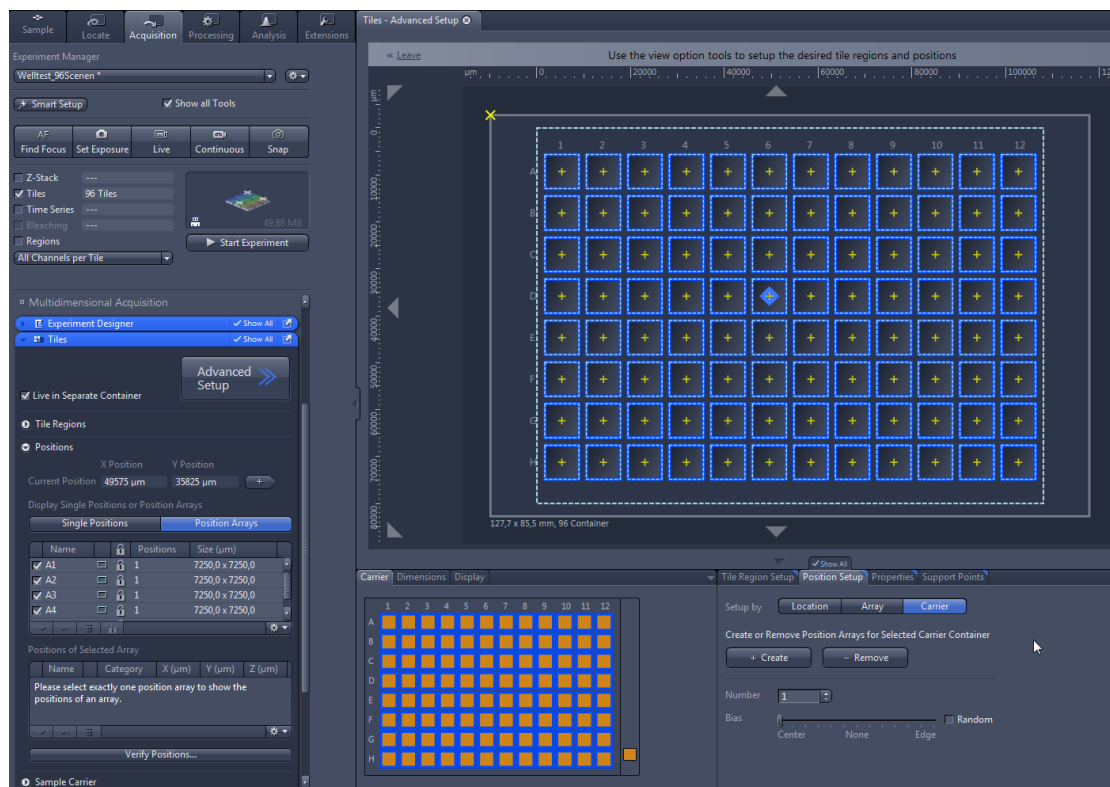 Sample Locate Acquisition Processing Analysis Extensions
Experiment Manager
Welltest_96Scenen *
Smart Setup Show all Tools
AF
Find Focus Set Exposure Live Continuous Snap
Z-Stack ---
Tiles 96 Tiles
Time Series ---
Bleaching ---
49,88 MB
Regions
Start Experiment
All Channels per Tile
Multidimensional Acquisition
Experiment Designer Show All
Tiles Show All
Advanced
Setup
Live in Separate Container
Tile Regions
Positions
X Position Y Position
Current Position 49575 µm 35825 µm +
Display Single Positions or Position Arrays
Single Positions Position Arrays
Name Positions Size (µm)
A1 1 7250,0 x 7250,0
A2 1 7250,0 x 7250,0
A3 1 7250,0 x 7250,0
A4 1 7250,0 x 7250,0
Positions of Selected Array
Name Category X (µm) Y (µm) Z (µm)
Please select exactly one position array to show the
positions of an array.
Verify Positions...
Sample Carrier
Tiles - Advanced Setup
« Leave
Use the view option tools to setup the desired tile regions and positions
µm 0 20000 40000 60000 80000 100000
µm
0
10000
20000
30000
40000
50000
60000
70000
80000
1 2 3 4 5 6 7 8 9 10 11 12
A
B
C
D
E
F
G
H
127,7 x 85,5 mm, 96 Container
Show All
Carrier Dimensions Display
1 2 3 4 5 6 7 8 9 10 11 12
A
B
C
D
E
F
G
H
Tile Region Setup Position Setup Properties Support Points
Setup by Location Array Carrier
Create or Remove Position Arrays for Selected Carrier Container
+ Create − Remove
Number 1
Bias Random
Center None Edge